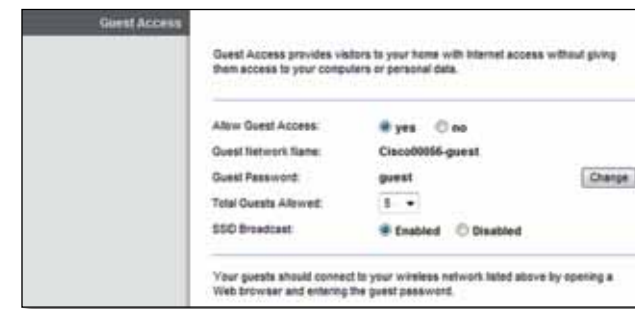 Guest Access
Guest Access provides visitors to your home with Internet access without giving
them access to your computers or personal data.
Allow Guest Access: yes no
Guest Network Name: Cisco00056-guest
Guest Password: guest Change
Total Guests Allowed: 5
SSID Broadcast: Enabled Disabled
Your guests should connect to your wireless network listed above by opening a
Web browser and entering the guest password.